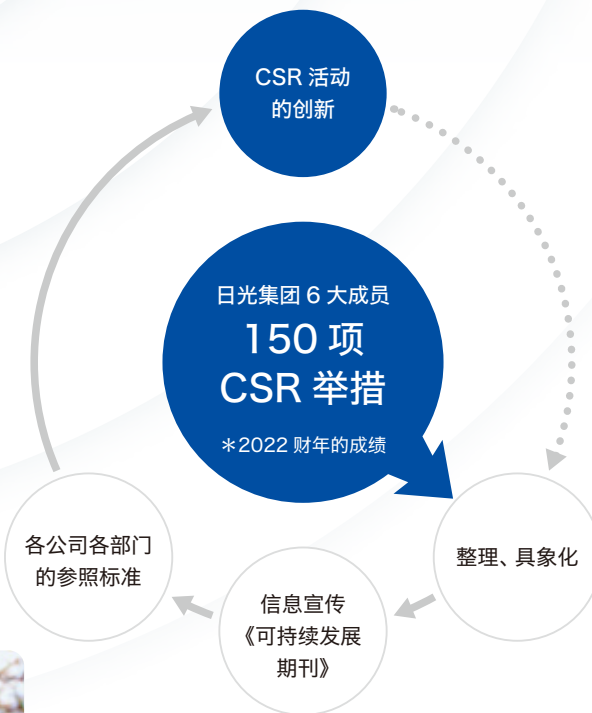 CSR 活动
的创新
日光集团 6 大成员
150 项
CSR 举措
＊2022 财年的成绩
整理、具象化
信息宣传
《可持续发展
期刊》
各公司各部门
的参照标准